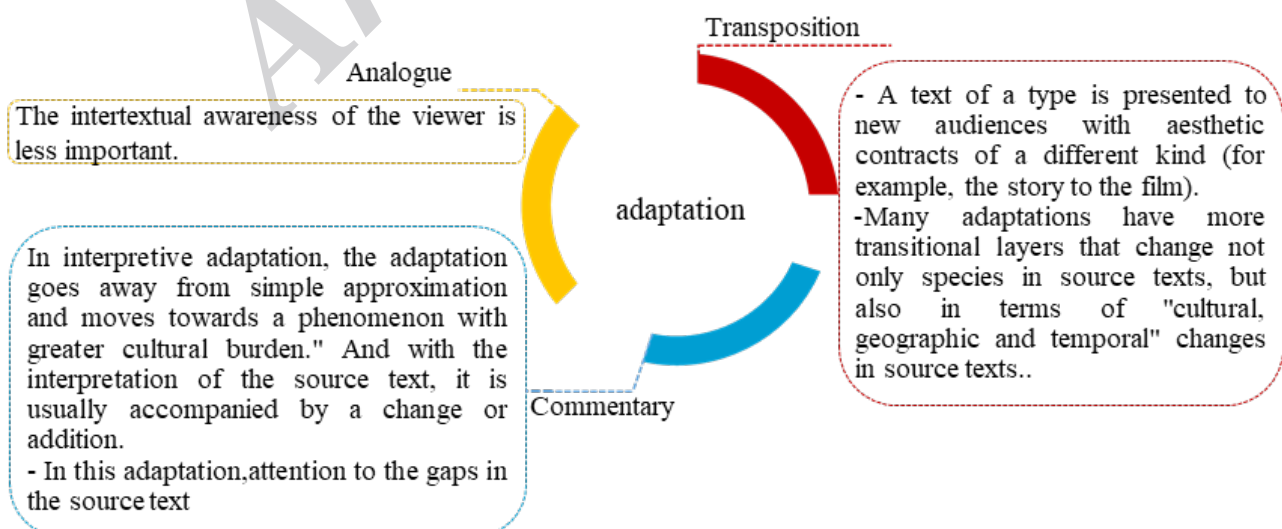 Transposition
- A text of a type is presented to
new audiences with aesthetic
contracts of a different kind (for
example, the story to the film).
-Many adaptations have more
transitional layers that change not
only species in source texts, but
also in terms of "cultural,
geographic and temporal" changes
in source texts..
Analogue
The intertextual awareness of the viewer is
less important.
adaptation
In interpretive adaptation, the adaptation
goes away from simple approximation
and moves towards a phenomenon with
greater cultural burden." And with the
interpretation of the source text, it is
usually accompanied by a change or
addition.
- In this adaptation,attention to the gaps in
the source text
Commentary